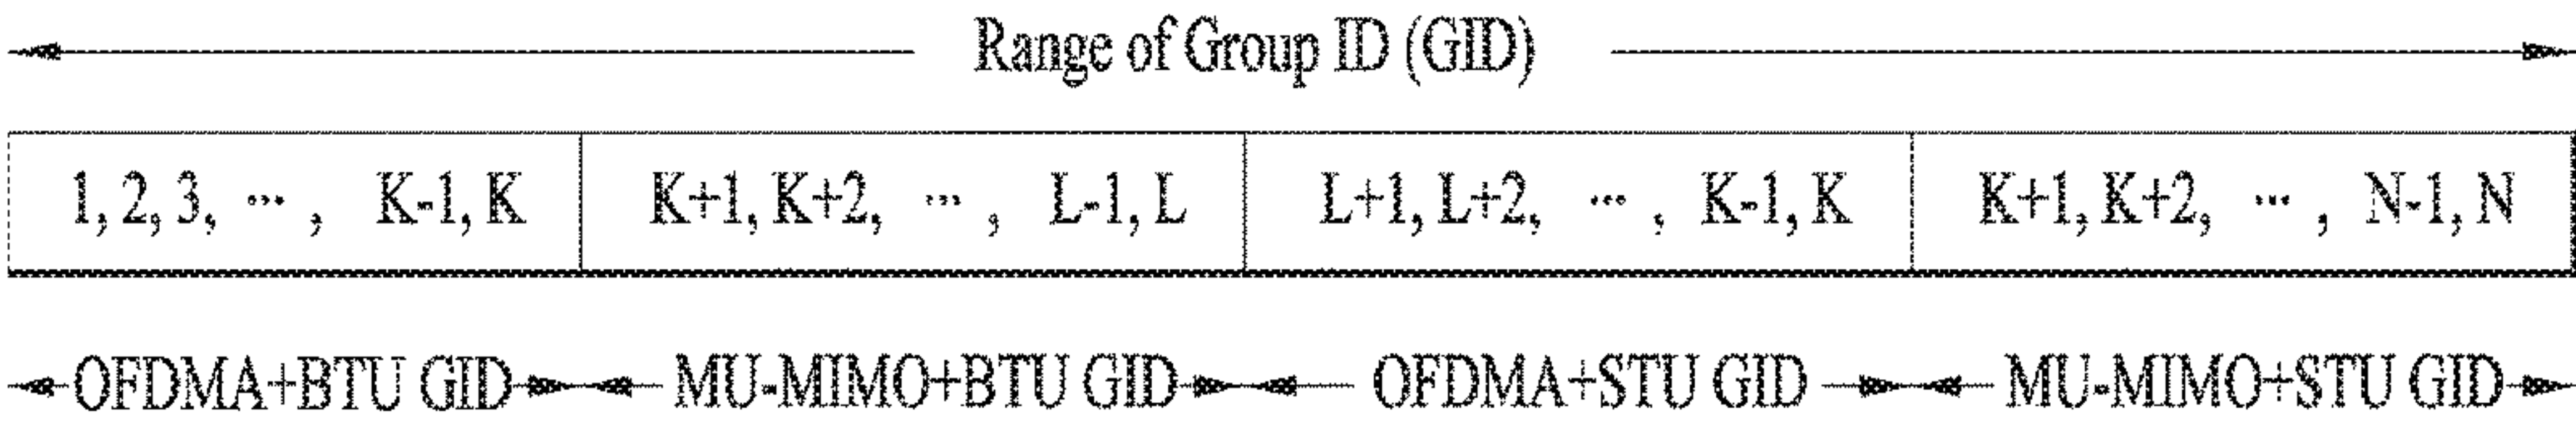 Range of Group ID (GID)
1, 2, 3, ··· , K-1, K K+1, K+2, ··· , L-1, L L+1, L+2, ··· , K-1, K K+1, K+2, ··· , N-1, N
OFDMA+BTU GID MU-MIMO+BTU GID OFDMA+STU GID MU-MIMO+STU GID